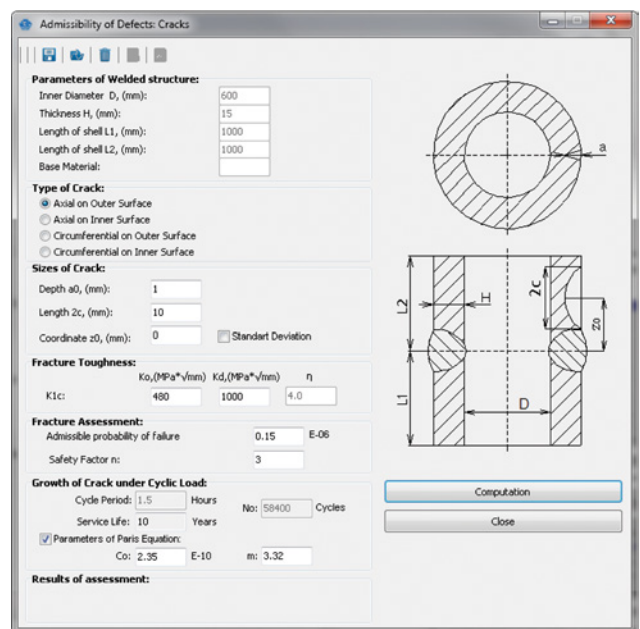 Admissibility of Defects: Cracks
Parameters of Welded structure:
Inner Diameter D, (mm): 600
Thickness H, (mm): 15
Length of shell L1, (mm): 1000
Length of shell L2, (mm): 1000
Base Material:
Type of Crack:
Axial on Outer Surface
Axial on Inner Surface
Circumferential on Outer Surface
Circumferential on Inner Surface
Sizes of Crack:
Depth a0, (mm): 1
Length 2c, (mm): 10
Coordinate z0, (mm): 0 Standart Deviation
Fracture Toughness:
Ko,(MPa*√mm) Kd,(MPa*√mm) η
K1c: 480 1000 4.0
Fracture Assessment:
Admissible probability of failure 0.15 E-06
Safety Factor n: 3
Growth of Crack under Cyclic Load:
Cycle Period: 1.5 Hours No: 58400 Cycles
Service Life: 10 Years
Parameters of Paris Equation:
Co: 2.35 E-10 m: 3.32
Results of assessment:
a
L2
H
2c
Zo
L1
D
Computation
Close